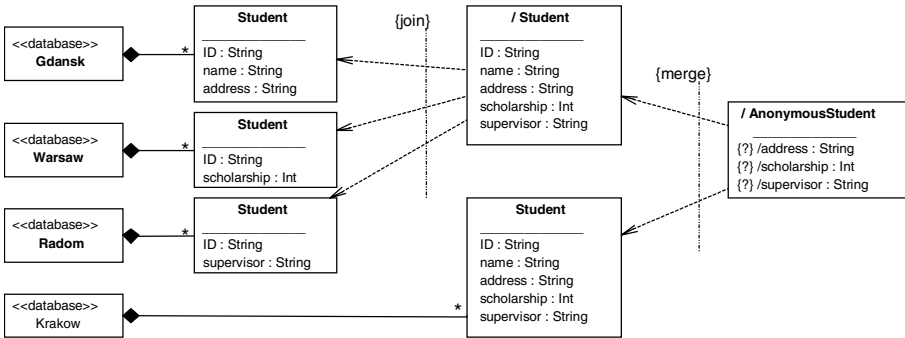 <<database>>
Gdansk
*
Student
ID : String
name : String
address : String
{join}
/ Student
ID : String
name : String
address : String
scholarship : Int
supervisor : String
{merge}
/ AnonymousStudent
{?} /address : String
{?} /scholarship : Int
{?} /supervisor : String
<<database>>
Warsaw
*
Student
ID : String
scholarship : Int
<<database>>
Radom
*
Student
ID : String
supervisor : String
Student
ID : String
name : String
address : String
scholarship : Int
supervisor : String
<<database>>
Krakow
*